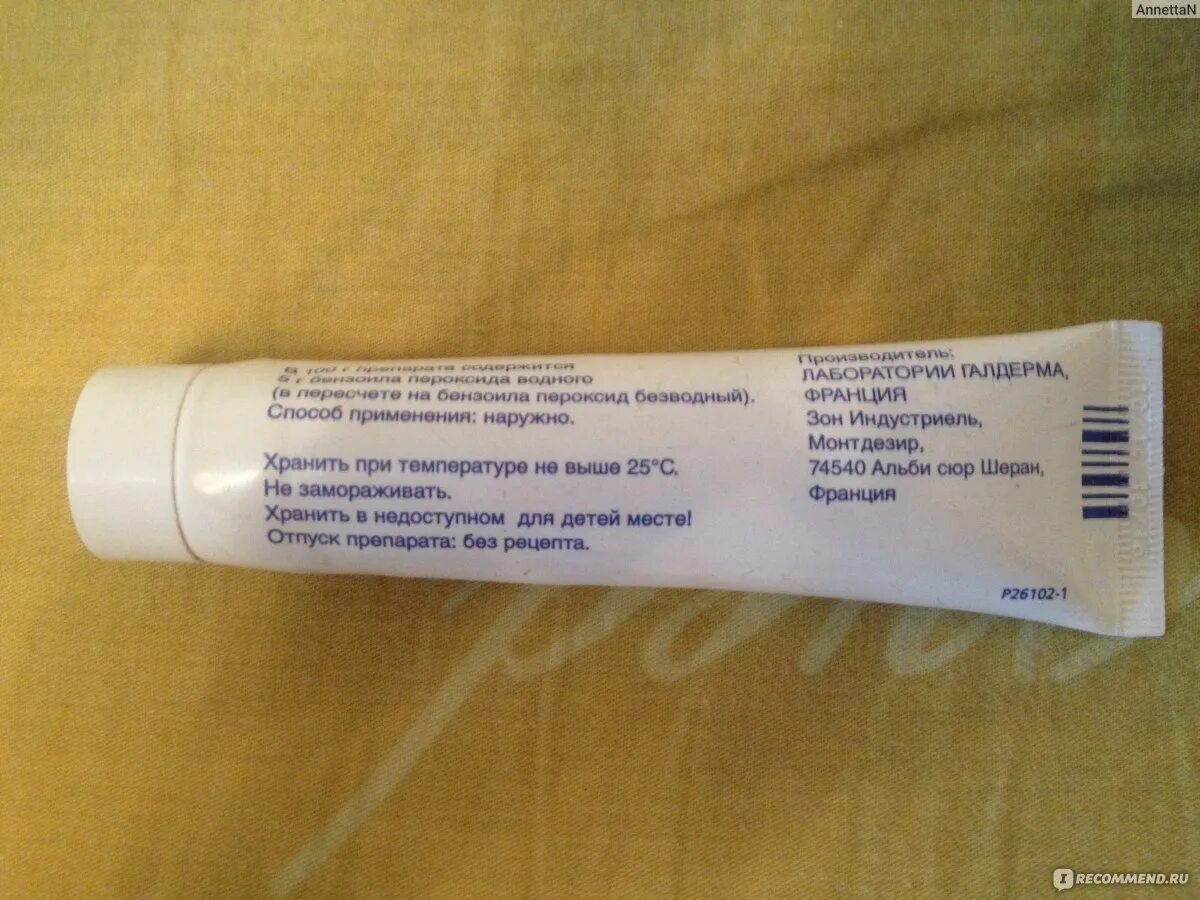 AnnettaN
В 100 г препарата содержится
5 г бензоила пероксида водного
(в пересчете на бензоила пероксид безводный).
Способ применения: наружно.
Хранить при температуре не выше 25°С.
Не замораживать.
Хранить в недоступном для детей месте!
Отпуск препарата: без рецепта.
Производитель:
ЛАБОРАТОРИИ ГАЛДЕРМА,
ФРАНЦИЯ
Зон Индустриель,
Монтдезир,
74540 Альби сюр Шеран,
Франция
P26102-1
IRECOMMEND.RU